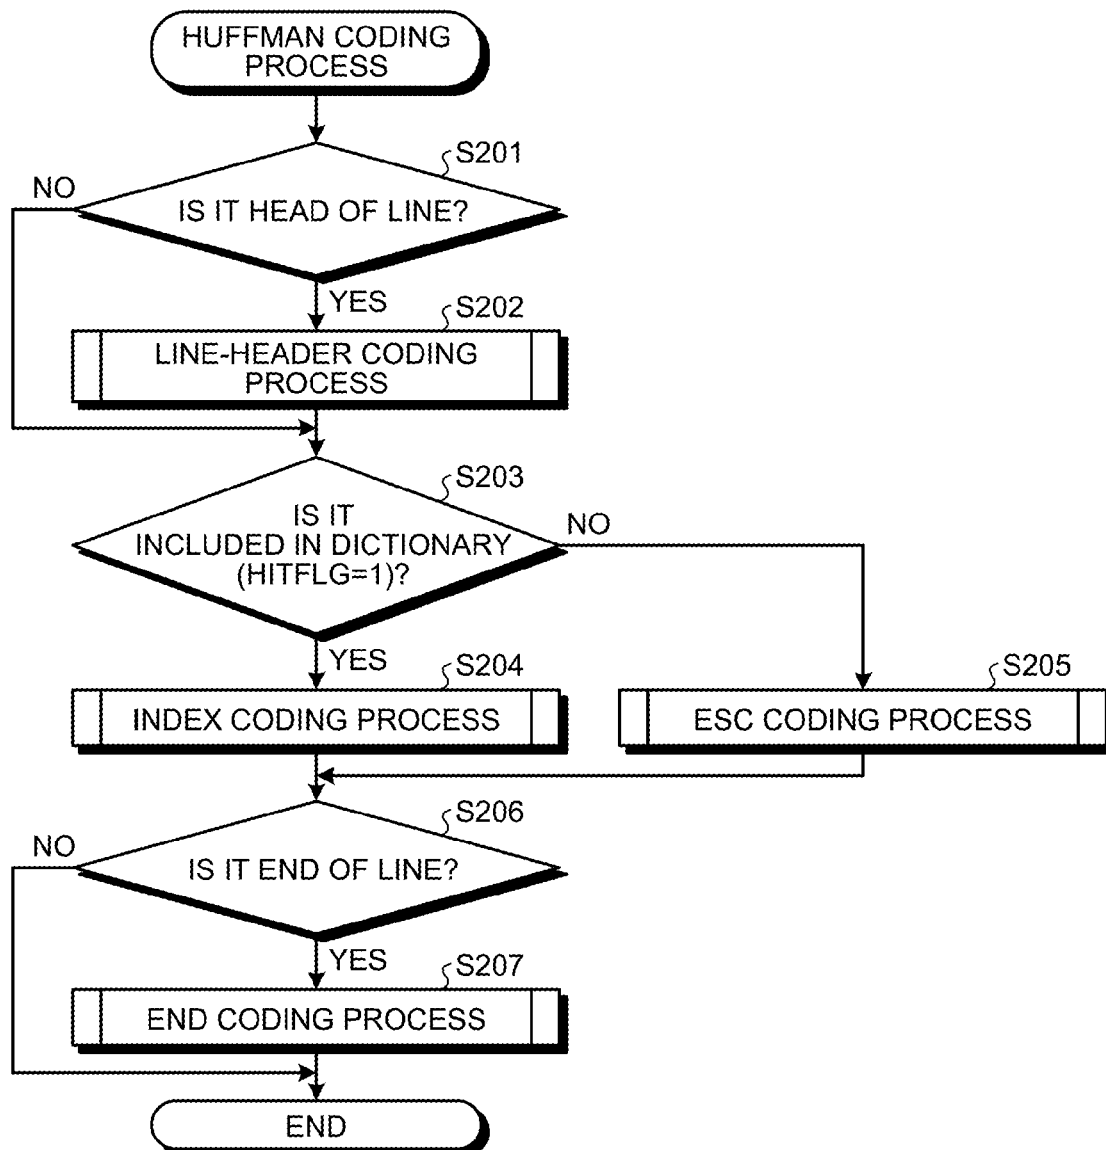 HUFFMAN CODING
PROCESS
S201
NO
IS IT HEAD OF LINE?
YES
S202
LINE-HEADER CODING
PROCESS
S203
IS IT
INCLUDED IN DICTIONARY
(HITFLG=1)?
NO
YES
S204
INDEX CODING PROCESS
S205
ESC CODING PROCESS
S206
NO
IS IT END OF LINE?
YES
S207
END CODING PROCESS
END